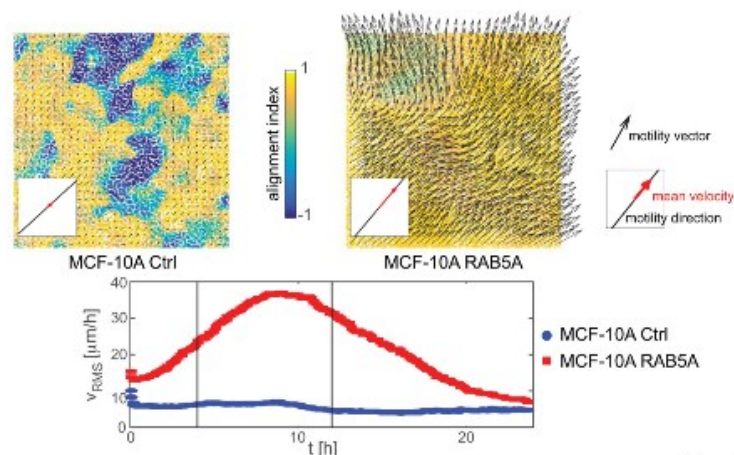 1
alignment index
-1
motility vector
mean velocity
motility direction
MCF-10A Ctrl
MCF-10A RAB5A
40
30
20
10
0
vRMS [μm/h]
MCF-10A Ctrl
MCF-10A RAB5A
0
10
20
t [h]